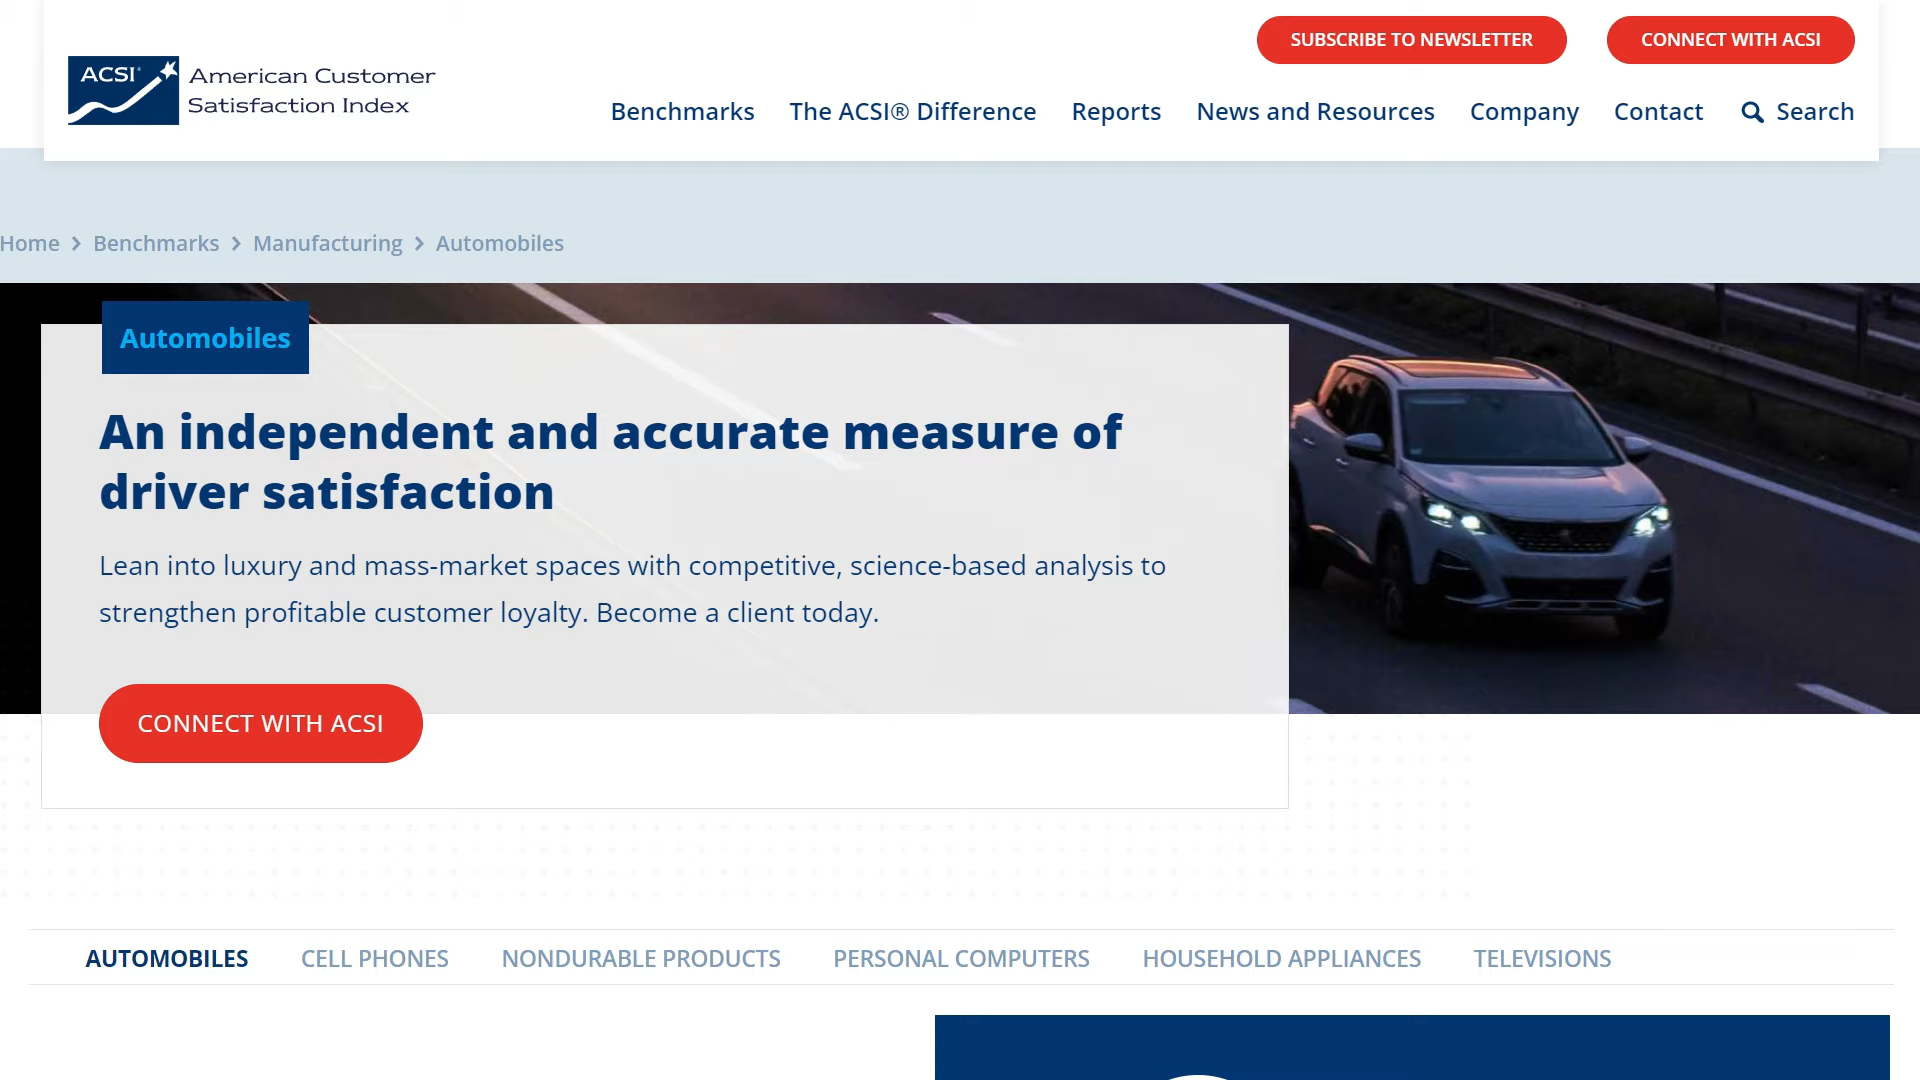 SUBSCRIBE TO NEWSLETTER
CONNECT WITH ACSI
ACSI®
American Customer
Satisfaction Index
Benchmarks
The ACSI® Difference
Reports
News and Resources
Company
Contact
Search
Home
Benchmarks
Manufacturing
Automobiles
Automobiles
An independent and accurate measure of
driver satisfaction
Lean into luxury and mass-market spaces with competitive, science-based analysis to
strengthen profitable customer loyalty. Become a client today.
CONNECT WITH ACSI
AUTOMOBILES
CELL PHONES
NONDURABLE PRODUCTS
PERSONAL COMPUTERS
HOUSEHOLD APPLIANCES
TELEVISIONS